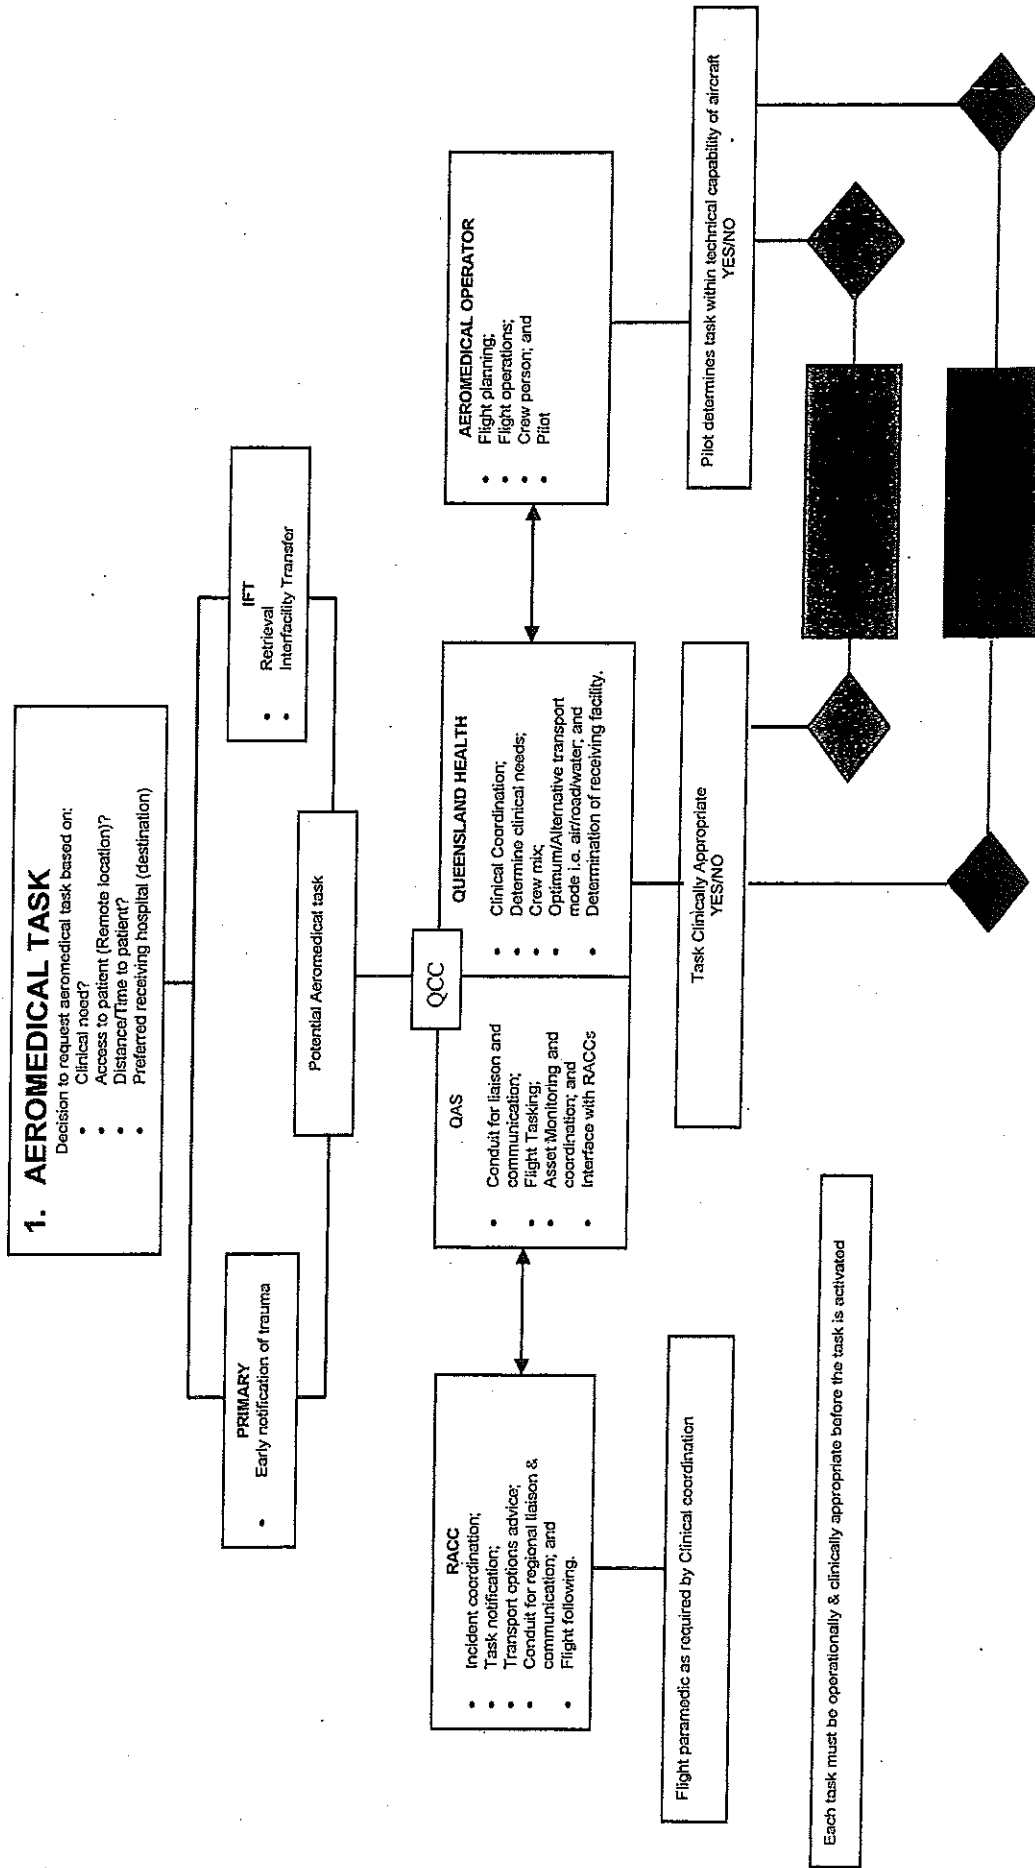 1. AEROMEDICAL TASK
Decision to request aeromedical task based on:
• Clinical need?
• Access to patient (Remote location)?
• Distance/Time to patient?
• Preferred receiving hospital (destination)
PRIMARY
• Early notification of trauma
IFT
• Retrieval
• Interfacility Transfer
Potential Aeromedical task
QCC
RACC
• Incident coordination;
• Task notification;
• Transport options advice;
• Conduit for regional liaison &
communication; and
• Flight following.
QAS
• Conduit for liaison and
communication;
• Flight Tasking;
• Asset Monitoring and
coordination; and
• Interface with RACCs
QUEENSLAND HEALTH
• Clinical Coordination;
• Determine clinical needs;
• Crew mix;
• Optimum/Alternative transport
mode i.e. air/road/water; and
• Determination of receiving facility.
AEROMEDICAL OPERATOR
• Flight planning;
• Flight operations;
• Crew person; and
• Pilot
Flight paramedic as required by Clinical coordination
Task Clinically Appropriate
YES/NO
Pilot determines task within technical capability of aircraft
YES/NO
Each task must be operationally & clinically appropriate before the task is activated